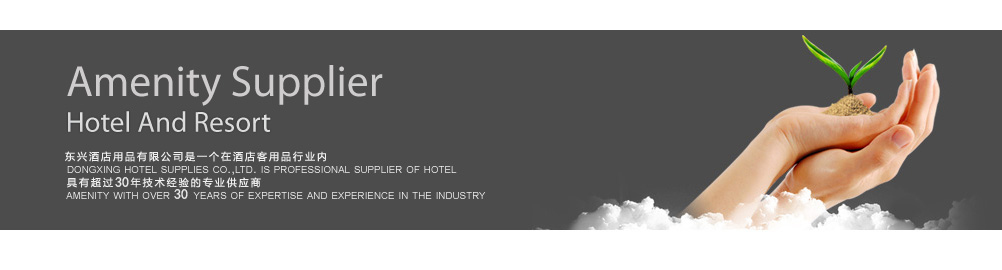 Amenity Supplier
Hotel And Resort
东兴酒店用品有限公司是一个在酒店客用品行业内
DONGXING HOTEL SUPPLIES CO.,LTD. IS PROFESSIONAL SUPPLIER OF HOTEL
具有超过30年技术经验的专业供应商
AMENITY WITH OVER 30 YEARS OF EXPERTISE AND EXPERIENCE IN THE INDUSTRY